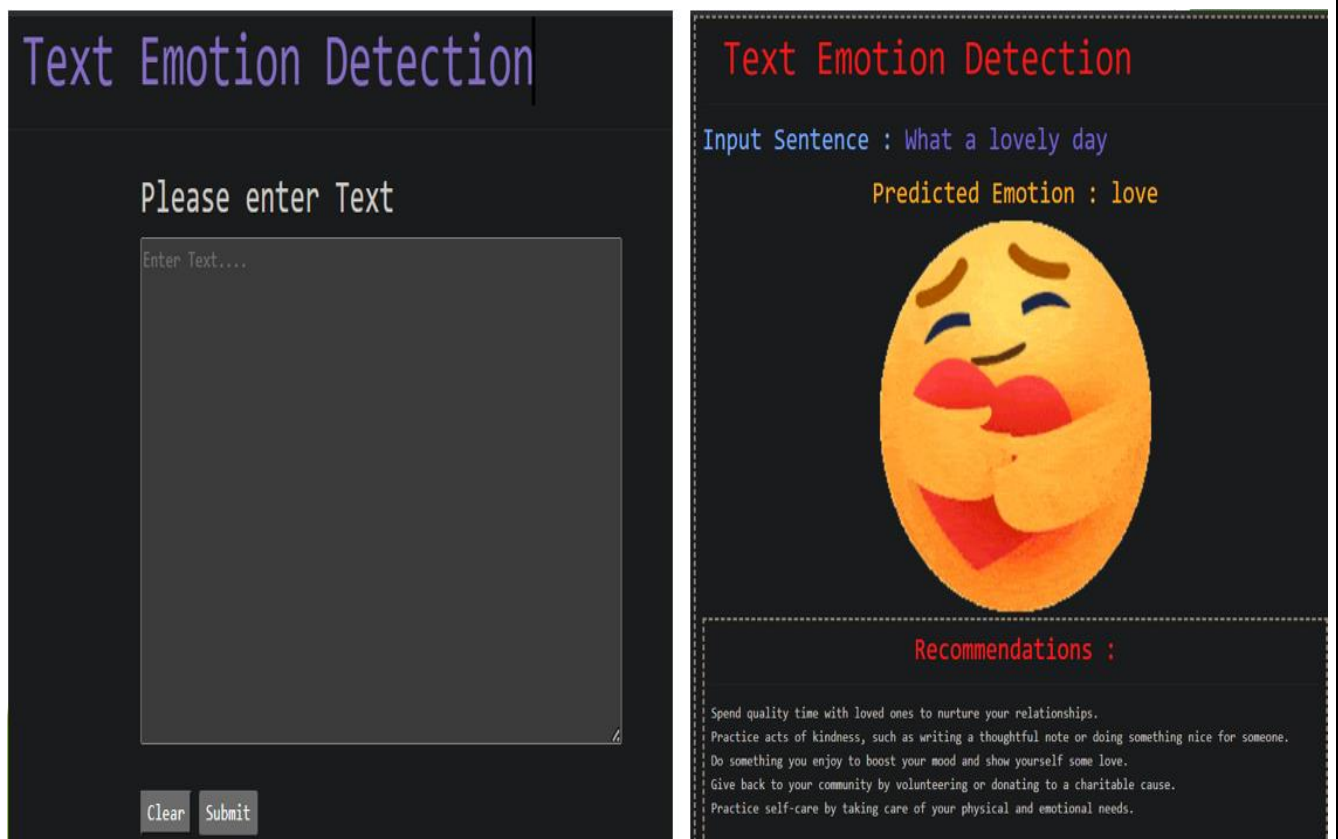 Text Emotion Detection
Please enter Text
Enter Text....
Clear Submit
Text Emotion Detection
Input Sentence : What a lovely day
Predicted Emotion : love
Recommendations :
Spend quality time with loved ones to nurture your relationships.
Practice acts of kindness, such as writing a thoughtful note or doing something nice for someone.
Do something you enjoy to boost your mood and show yourself some love.
Give back to your community by volunteering or donating to a charitable cause.
Practice self-care by taking care of your physical and emotional needs.